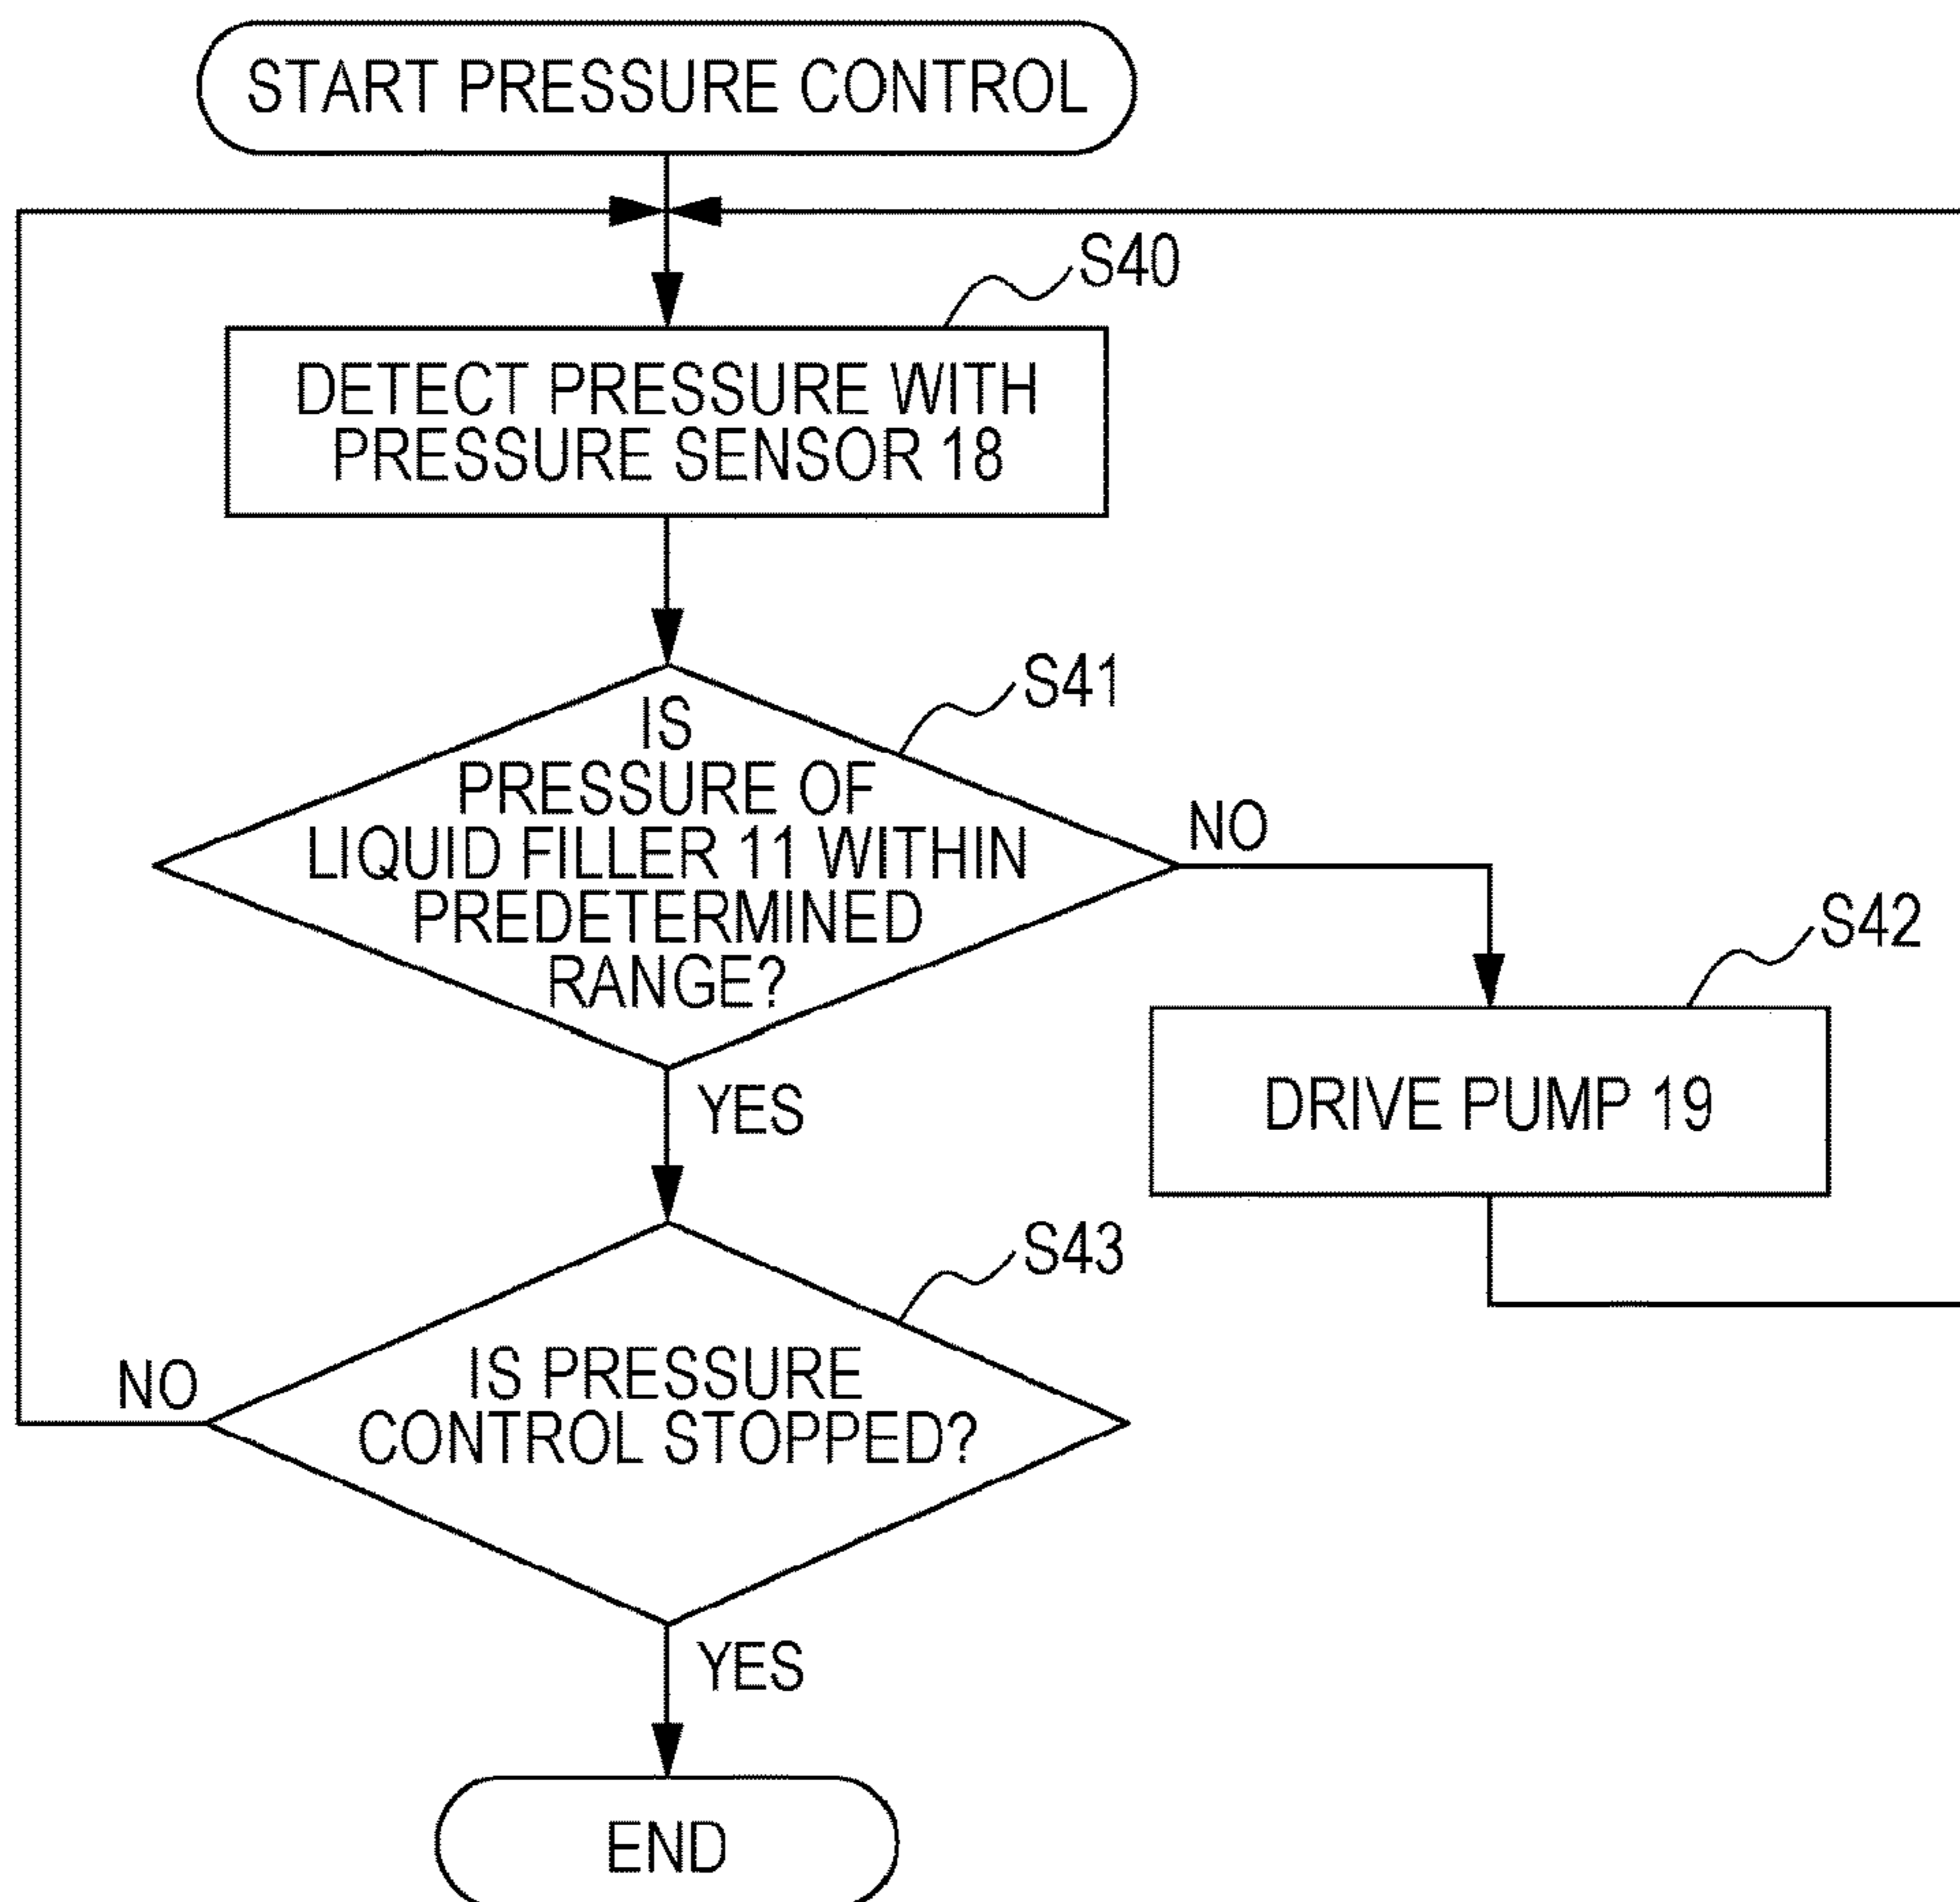 START PRESSURE CONTROL
S40
DETECT PRESSURE WITH
PRESSURE SENSOR 18
S41
IS
PRESSURE OF
LIQUID FILLER 11 WITHIN
PREDETERMINED
RANGE?
NO
S42
DRIVE PUMP 19
YES
S43
IS PRESSURE
CONTROL STOPPED?
NO
YES
END